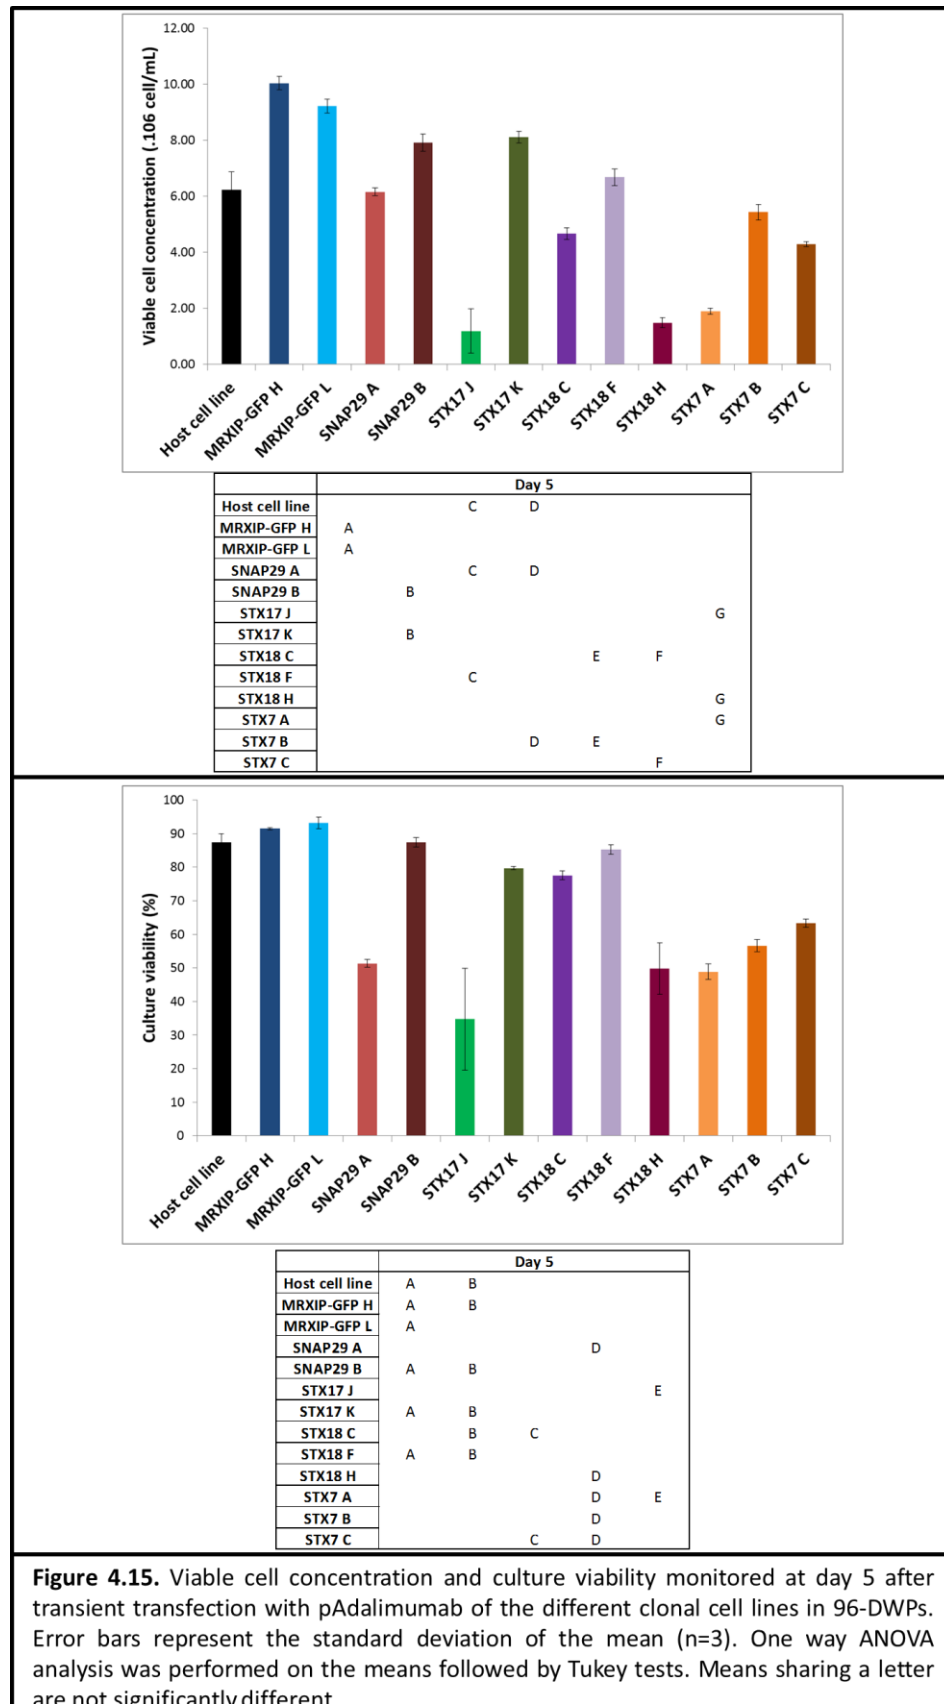 12.00
10.00
8.00
6.00
4.00
2.00
0.00
Viable cell concentration (.106 cell/mL)
Host cell line
MRXIP-GFP H
MRXIP-GFP L
SNAP29 A
SNAP29 B
STX17 J
STX17 K
STX18 C
STX18 F
STX18 H
STX7 A
STX7 B
STX7 C
Day 5
Host cell line C D
MRXIP-GFP H A
MRXIP-GFP L A
SNAP29 A C D
SNAP29 B B
STX17 J G
STX17 K B
STX18 C E F
STX18 F C
STX18 H G
STX7 A G
STX7 B D E
STX7 C F
100
90
80
70
60
50
40
30
20
10
0
Culture viability (%)
Host cell line
MRXIP-GFP H
MRXIP-GFP L
SNAP29 A
SNAP29 B
STX17 J
STX17 K
STX18 C
STX18 F
STX18 H
STX7 A
STX7 B
STX7 C
Day 5
Host cell line A B
MRXIP-GFP H A B
MRXIP-GFP L A
SNAP29 A D
SNAP29 B A B
STX17 J E
STX17 K A B
STX18 C B C
STX18 F A B
STX18 H D
STX7 A D E
STX7 B D
STX7 C C D
Figure 4.15. Viable cell concentration and culture viability monitored at day 5 after
transient transfection with pAdalimumab of the different clonal cell lines in 96-DWPs.
Error bars represent the standard deviation of the mean (n=3). One way ANOVA
analysis was performed on the means followed by Tukey tests. Means sharing a letter
are not significantly different